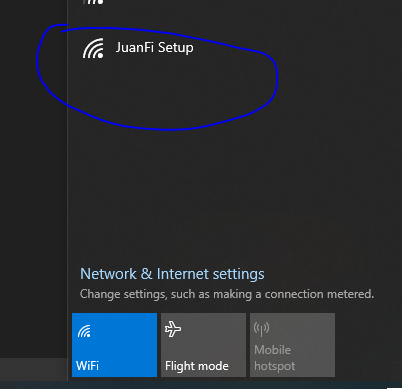 JuanFi Setup
Network & Internet settings
Change settings, such as making a connection metered.
WiFi
Flight mode
Mobile
hotspot